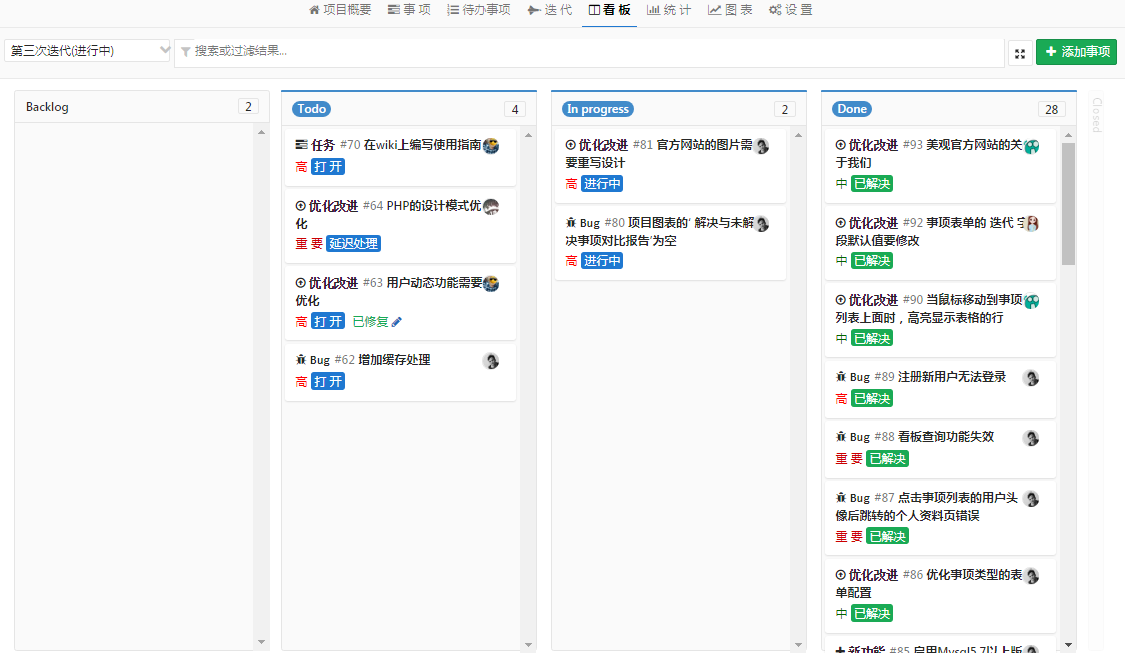 项目概要 事 项 待办事项 迭 代 看 板 统 计 图 表 设 置
第三次迭代(进行中) 搜索或过滤结果... 添加事项
Backlog 2
Todo 4
任务 #70 在wiki上编写使用指南
高 打 开
优化改进 #64 PHP的设计模式优
化
重 要 延迟处理
优化改进 #63 用户动态功能需要
优化
高 打 开 已修复
Bug #62 增加缓存处理
高 打 开
In progress 2
优化改进 #81 官方网站的图片需
要重写设计
高 进行中
Bug #80 项目图表的‘ 解决与未解
决事项对比报告’为空
高 进行中
Done 28
优化改进 #93 美观官方网站的关
于我们
中 已解决
优化改进 #92 事项表单的 迭代 字
段默认值要修改
中 已解决
优化改进 #90 当鼠标移动到事项
列表上面时，高亮显示表格的行
中 已解决
Bug #89 注册新用户无法登录
高 已解决
Bug #88 看板查询功能失效
重 要 已解决
Bug #87 点击事项列表的用户头
像后跳转的个人资料页错误
重 要 已解决
优化改进 #86 优化事项类型的表
单配置
中 已解决
新功能 #85 启用Mysql5.7以上版
Closed